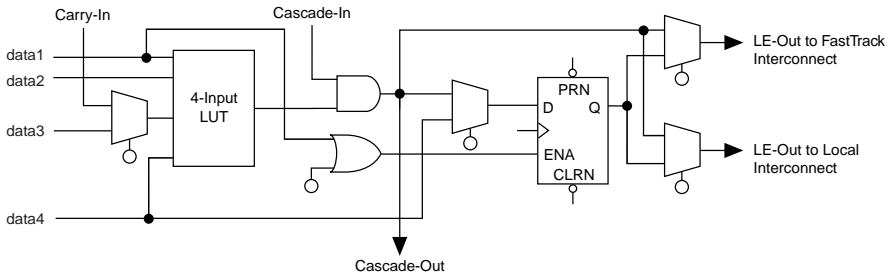 Carry-In
Cascade-In
data1
data2
data3
data4
4-Input
LUT
PRN
D
Q
ENA
CLRN
LE-Out to FastTrack
Interconnect
LE-Out to Local
Interconnect
Cascade-Out